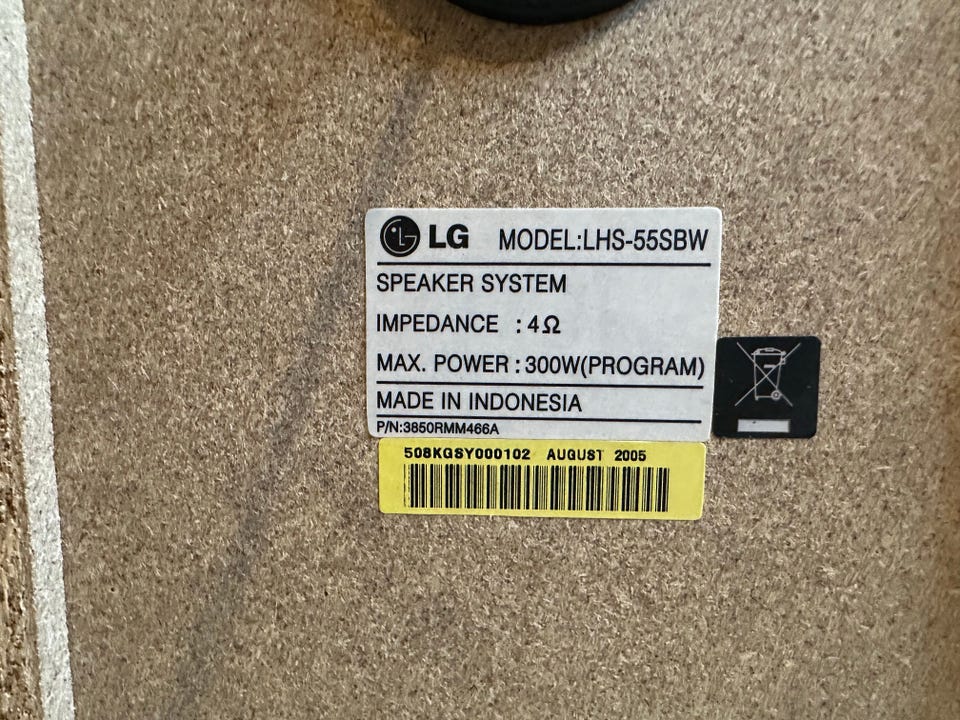 LG MODEL:LHS-55SBW
SPEAKER SYSTEM
IMPEDANCE : 4Ω
MAX. POWER : 300W(PROGRAM)
MADE IN INDONESIA
P/N:3850RMM466A
508KGSY000102 AUGUST 2005